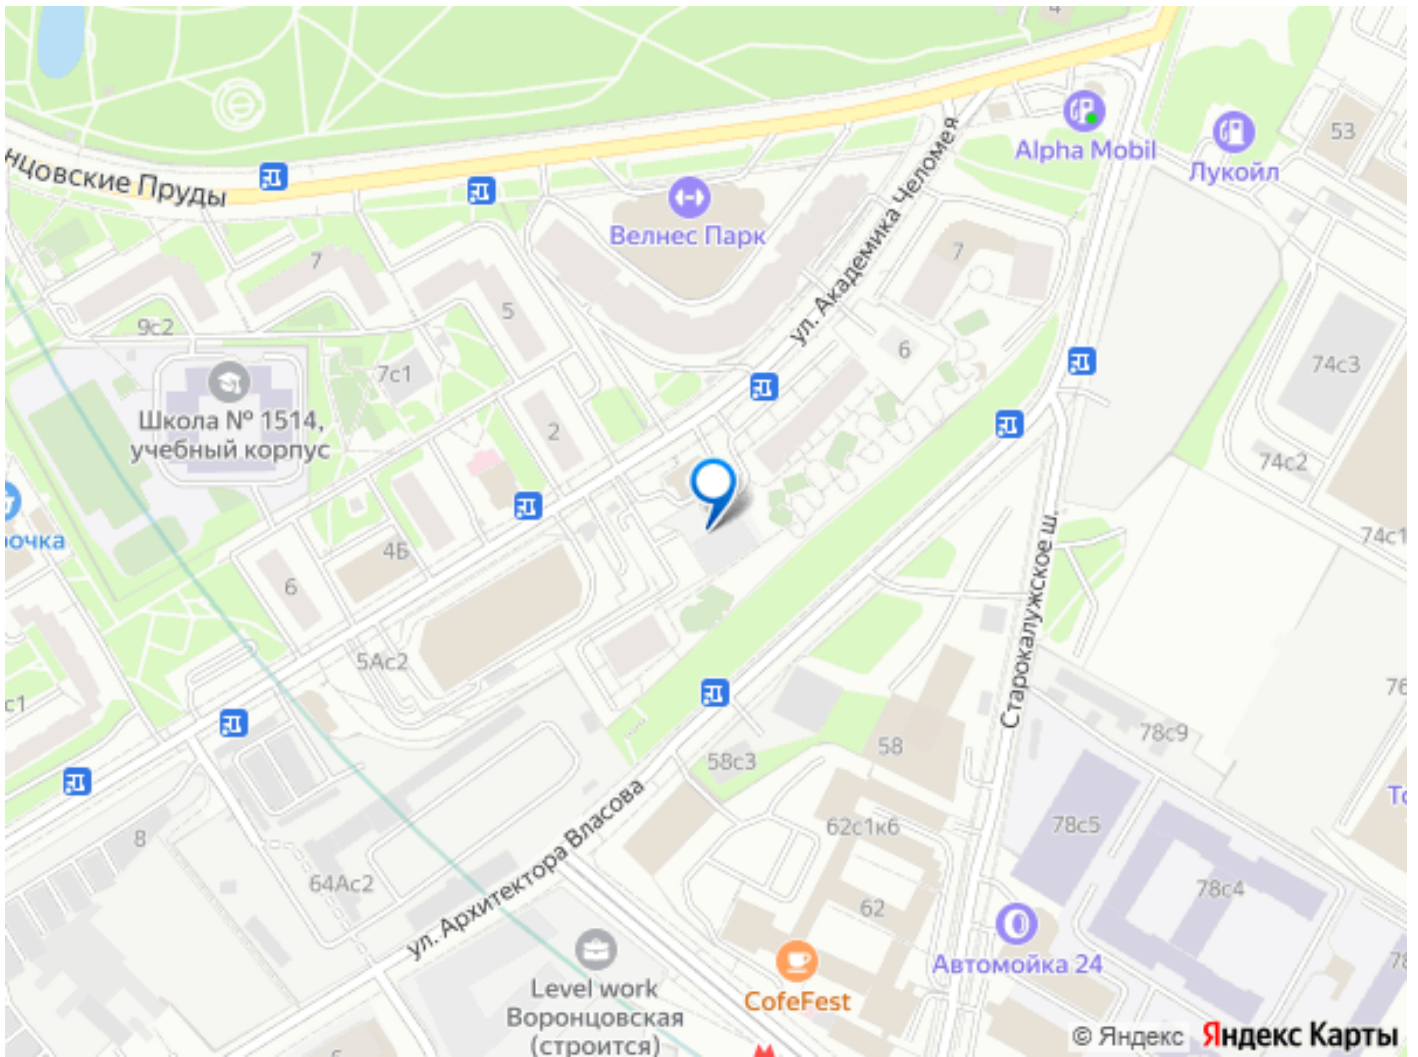 4
53
Alpha Mobil
Лукойл
нцовские Пруды
Велнес Парк
ул. Академика Челомея
7
7
9с2
5
6
7с1
74с3
Школа № 1514,
учебный корпус
2
74с2
очка
4Б
74с1
6
5Ас2
Старокалужское ш.
с1
76
78с9
58
58с3
ул. Архитектора Власова
8
62с1к6
78с5
То
64Ас2
62
78с4
Автомойка 24
78
Level work
Воронцовская
(строится)
CofeFest
© Яндекс Яндекс Карты